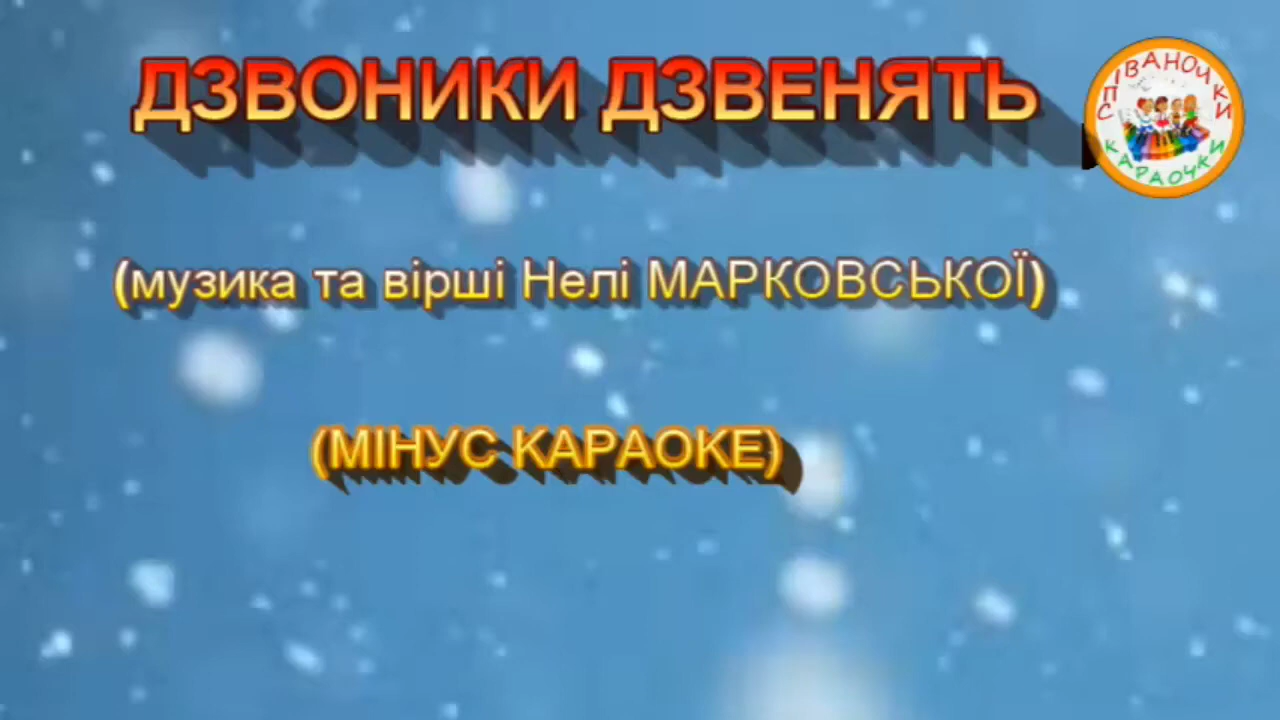 ДЗВОНИКИ ДЗВЕНЯТЬ
СПІВАНОЧКИ
КАРАОЧКИ
(музика та вірші Нелі МАРКОВСЬКОЇ)
(МІНУС КАРАОКЕ)